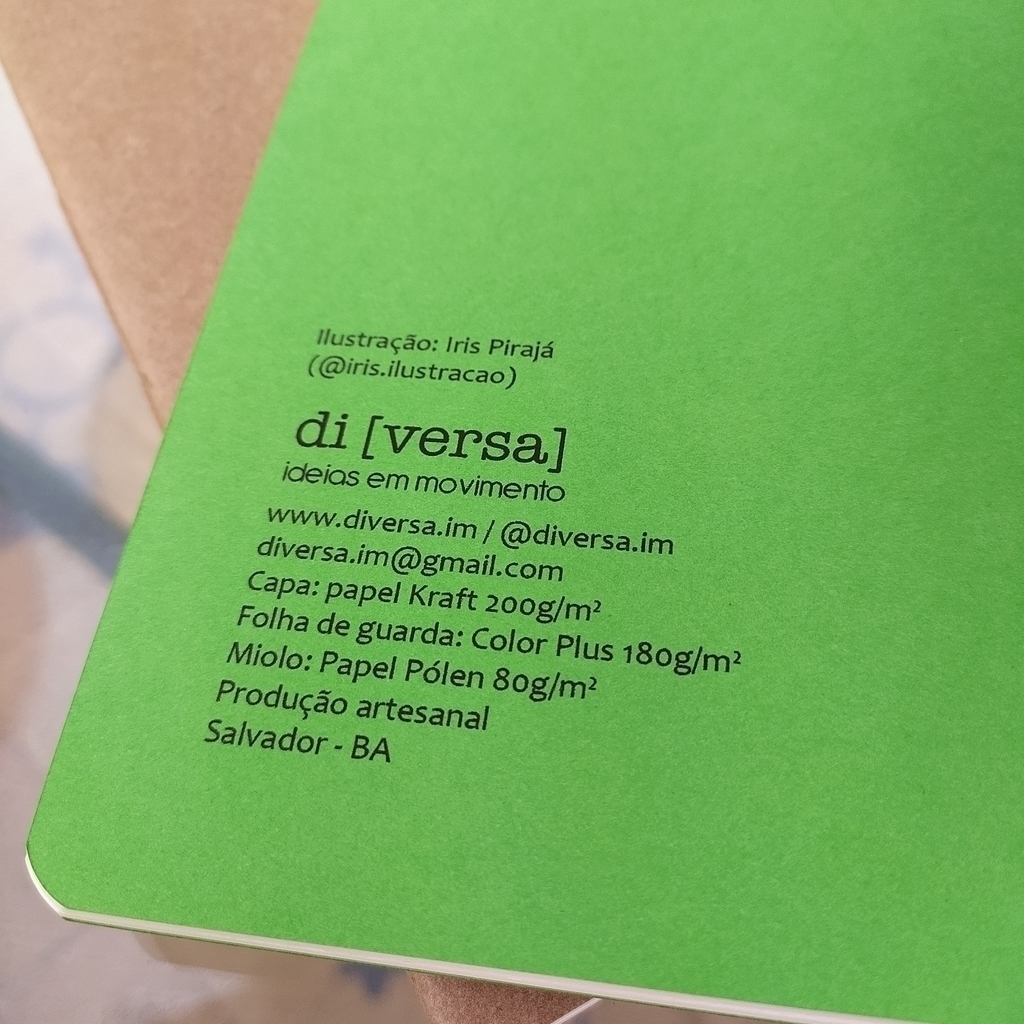 Ilustração: Iris Pirajá
(@iris.ilustracao)
di [versa]
ideias em movimento
www.diversa.im / @diversa.im
diversa.im@gmail.com
Capa: papel Kraft 200g/m²
Folha de guarda: Color Plus 180g/m²
Miolo: Papel Pólen 80g/m²
Produção artesanal
Salvador - BA